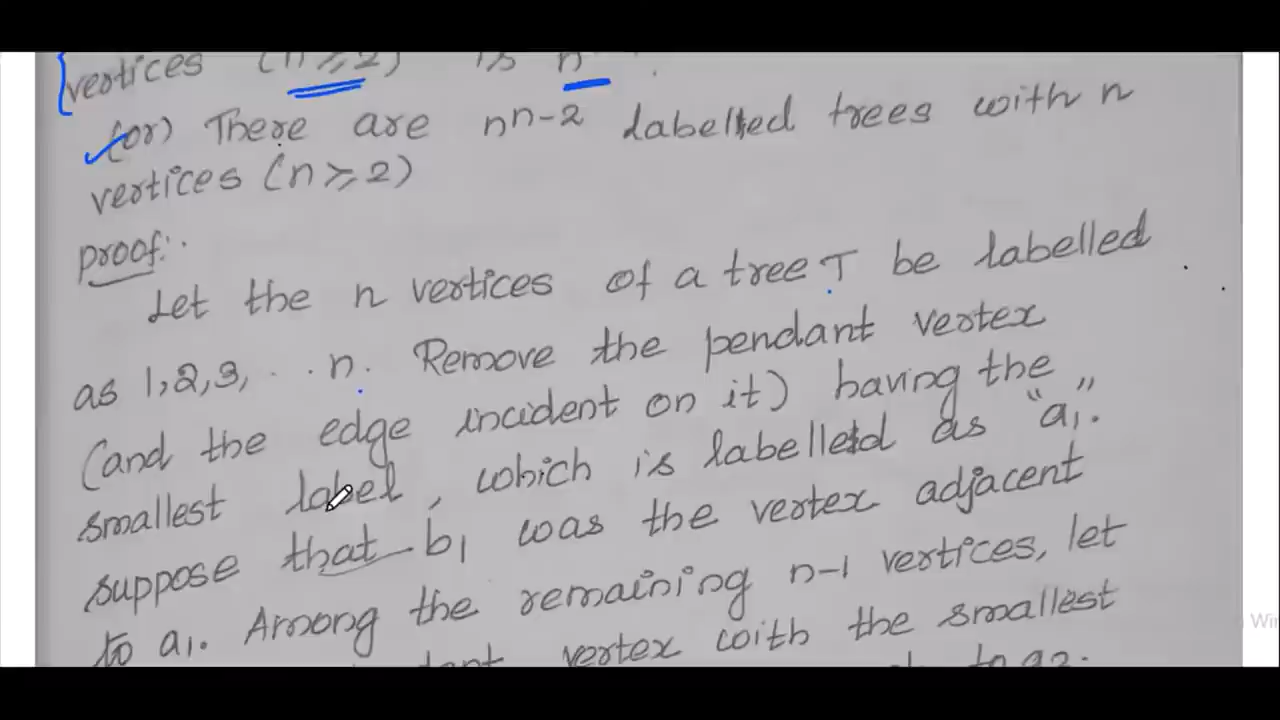 vertices (n ≥ 2) is n
(or) There are n^n-2 labelled trees with n
vertices (n ≥ 2)
proof:
Let the n vertices of a tree T be labelled
as 1, 2, 3, . . n. Remove the pendant vertex
(and the edge incident on it) having the
smallest label, which is labelled as "a₁".
suppose that b₁ was the vertex adjacent
to a₁. Among the remaining n-1 vertices, let
vertex with the smallest
to a₂.
Win